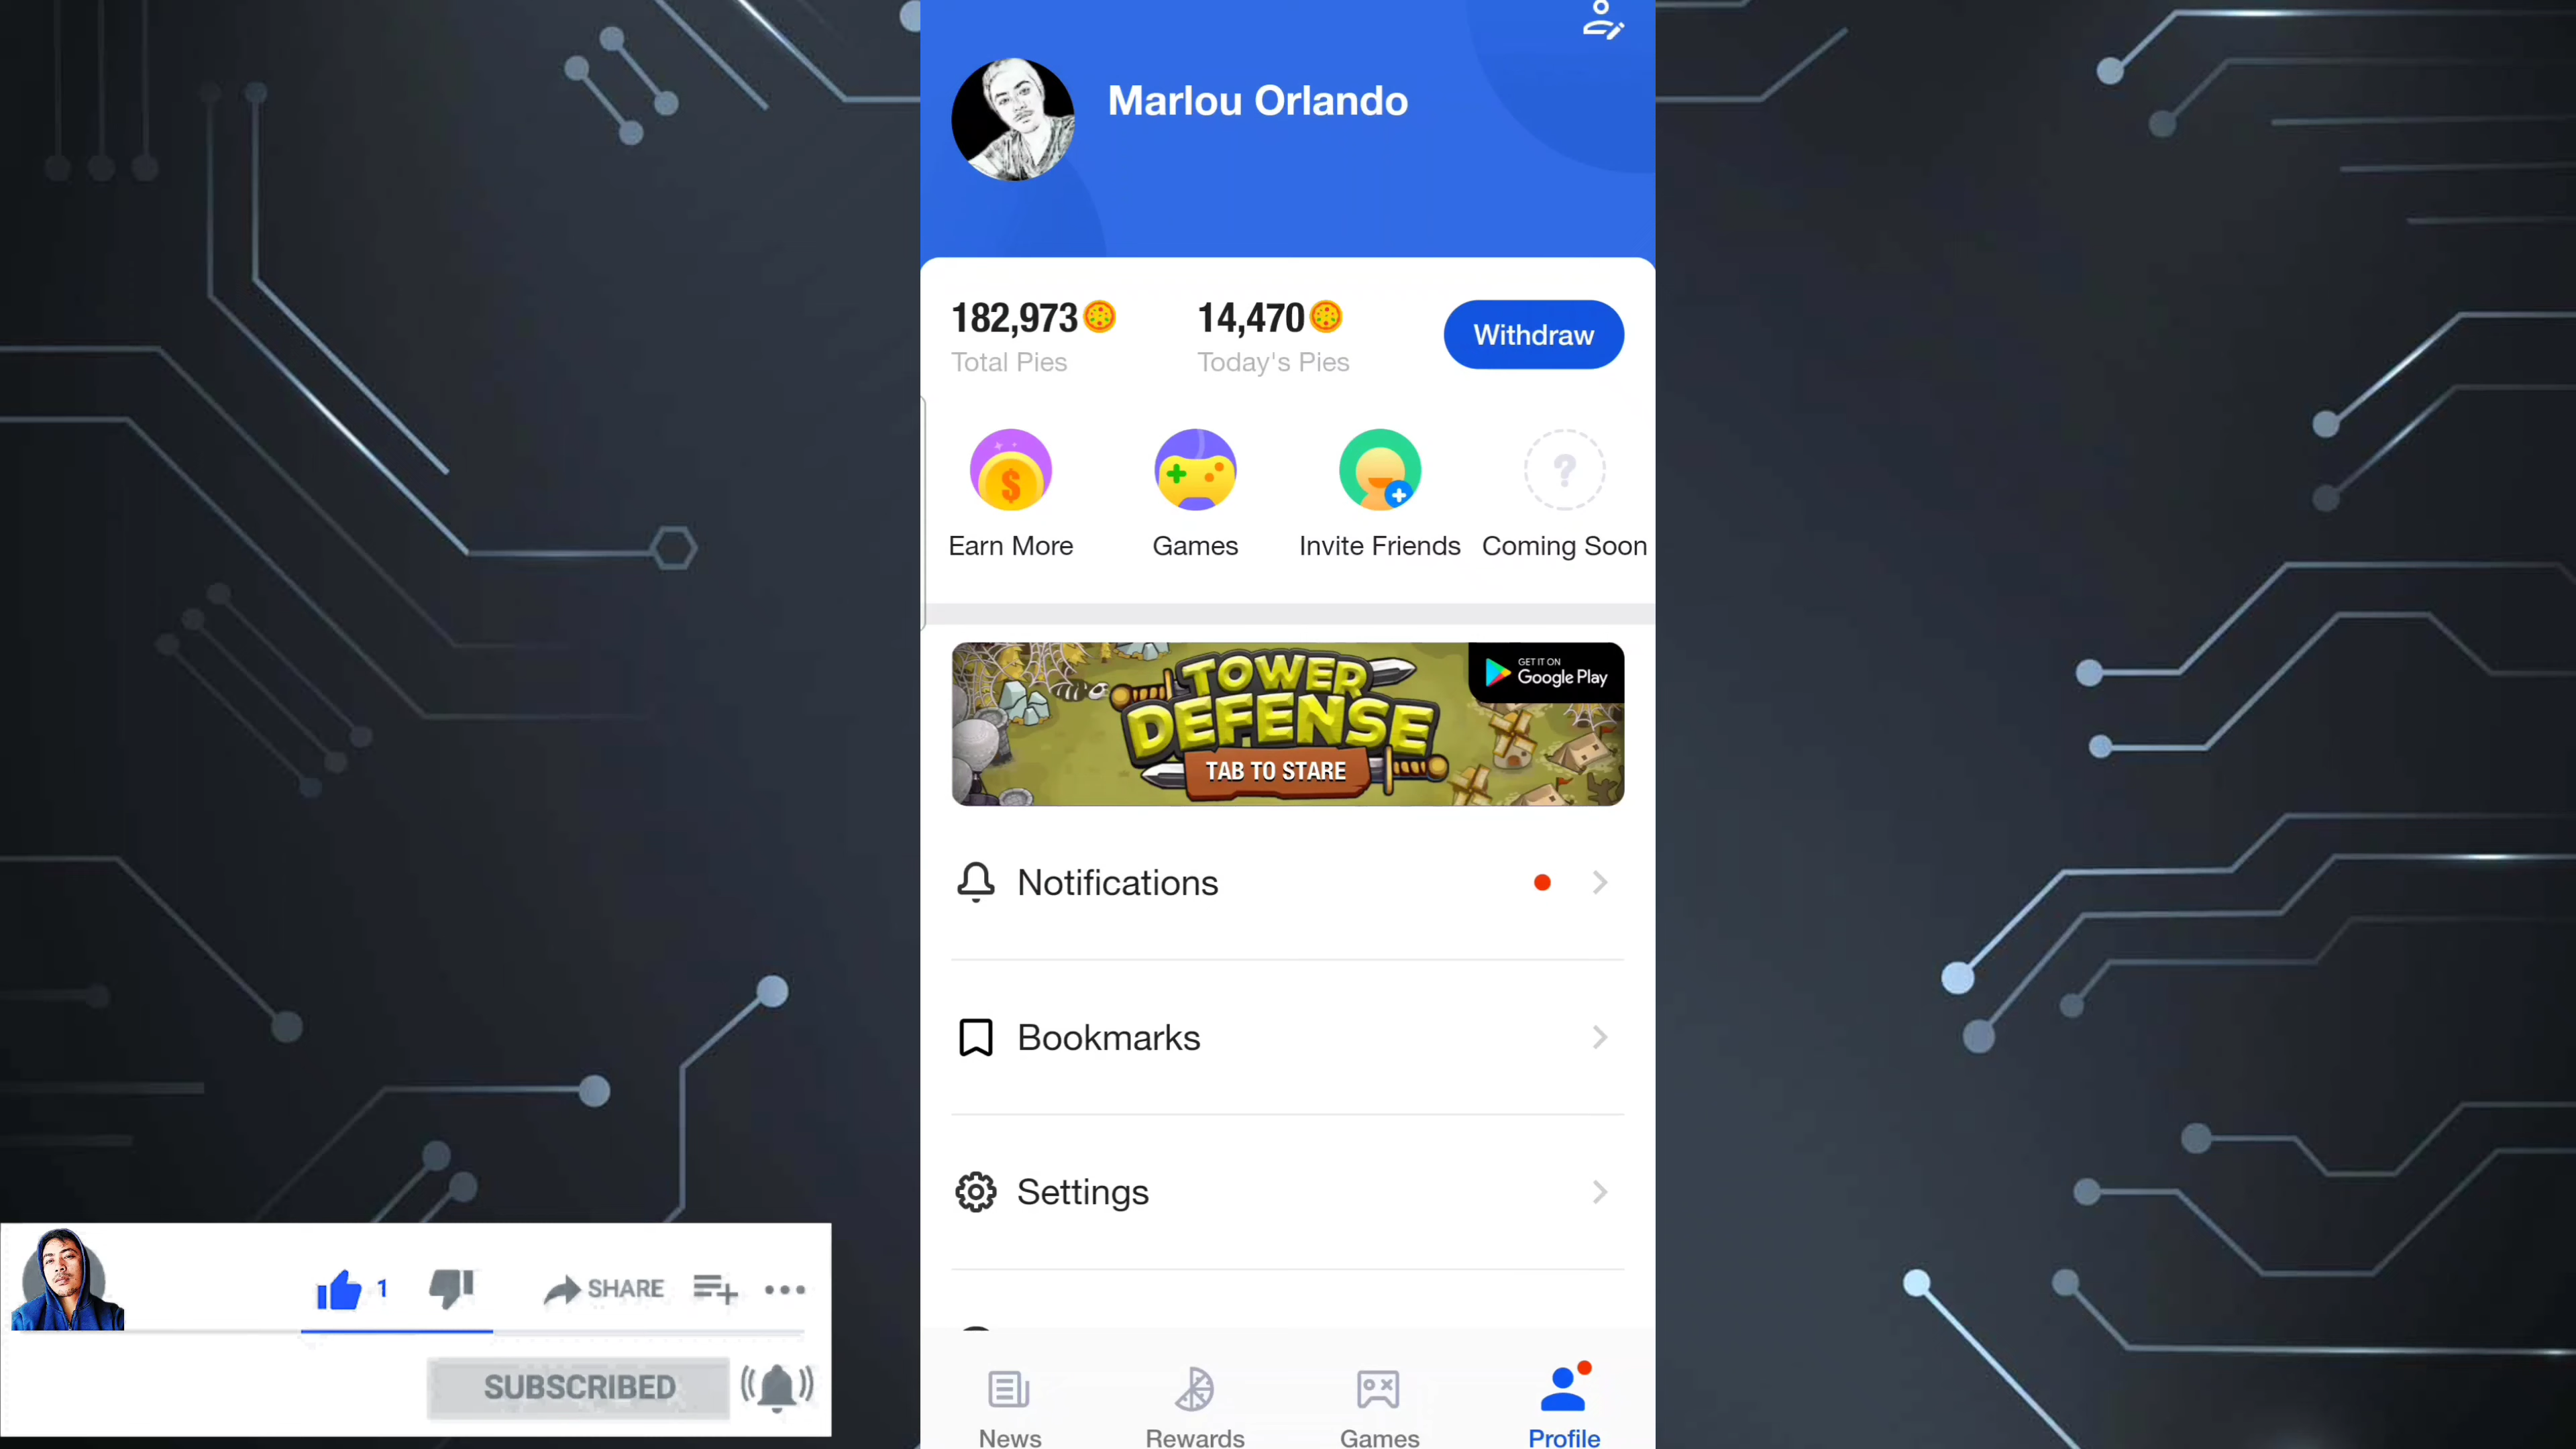 Marlou Orlando
182,973
14,470
Total Pies
Today's Pies
Withdraw
Earn More
Games
Invite Friends
Coming Soon
TOWER
DEFENSE
TAB TO STARE
GET IT ON
Google Play
Notifications
Bookmarks
Settings
1
SHARE
SUBSCRIBED
News
Rewards
Games
Profile